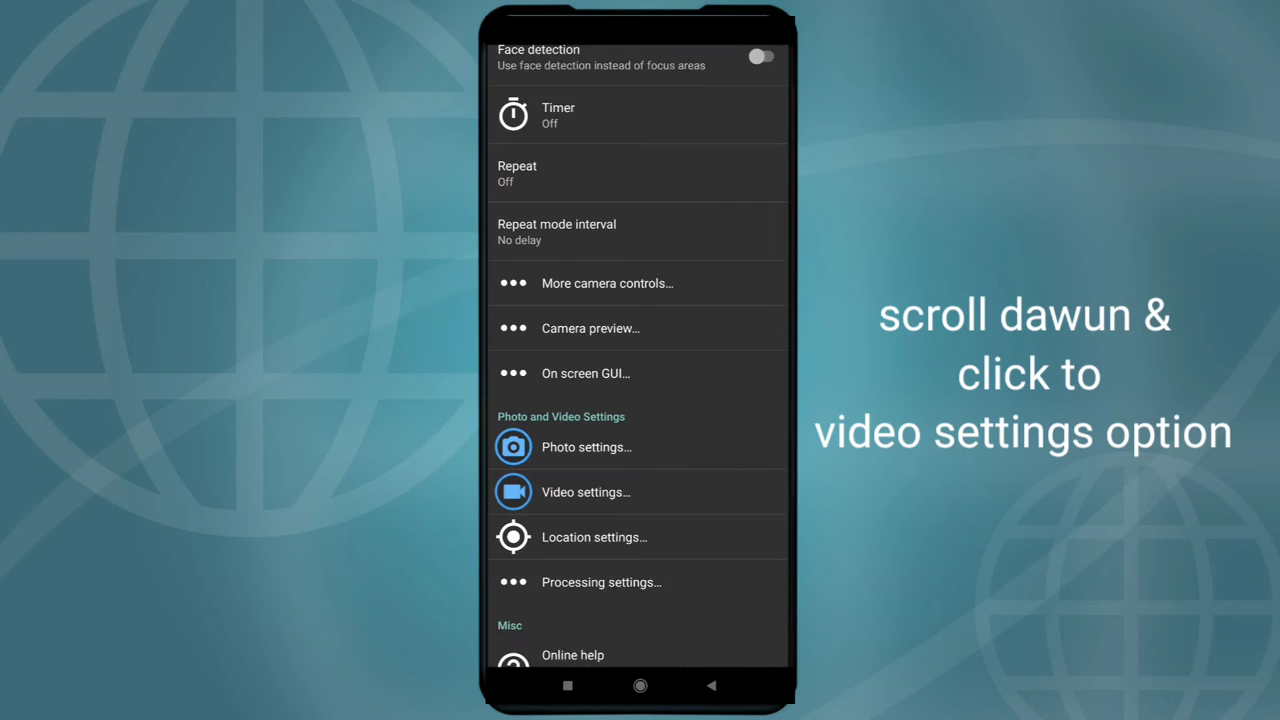 Face detection
Use face detection instead of focus areas
Timer
Off
Repeat
Off
Repeat mode interval
No delay
More camera controls...
Camera preview...
On screen GUI...
Photo and Video Settings
Photo settings...
Video settings...
Location settings...
Processing settings...
Misc
Online help
scroll dawun &
click to
video settings option